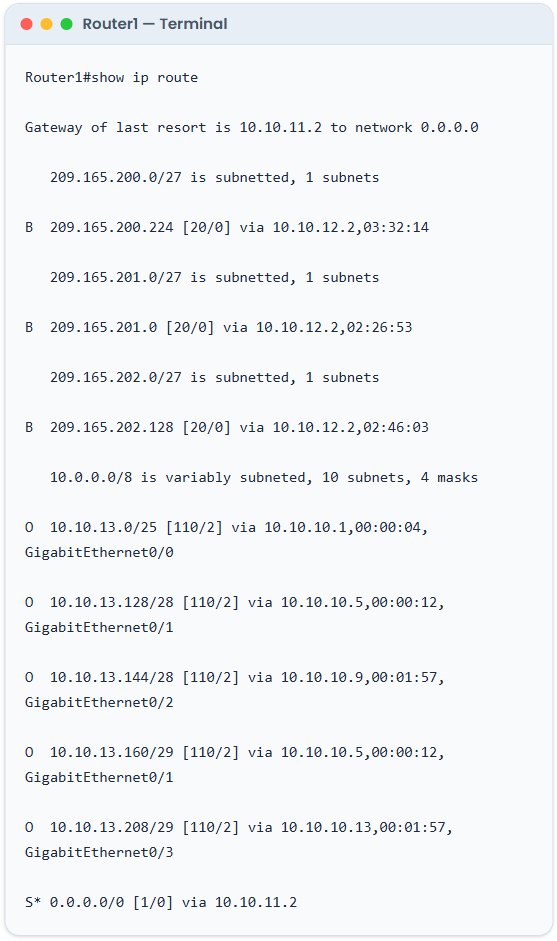 Router1 — Terminal
Router1#show ip route
Gateway of last resort is 10.10.11.2 to network 0.0.0.0
209.165.200.0/27 is subnetted, 1 subnets
B 209.165.200.224 [20/0] via 10.10.12.2,03:32:14
209.165.201.0/27 is subnetted, 1 subnets
B 209.165.201.0 [20/0] via 10.10.12.2,02:26:53
209.165.202.0/27 is subnetted, 1 subnets
B 209.165.202.128 [20/0] via 10.10.12.2,02:46:03
10.0.0.0/8 is variably subneted, 10 subnets, 4 masks
O 10.10.13.0/25 [110/2] via 10.10.10.1,00:00:04,
GigabitEthernet0/0
O 10.10.13.128/28 [110/2] via 10.10.10.5,00:00:12,
GigabitEthernet0/1
O 10.10.13.144/28 [110/2] via 10.10.10.9,00:01:57,
GigabitEthernet0/2
O 10.10.13.160/29 [110/2] via 10.10.10.5,00:00:12,
GigabitEthernet0/1
O 10.10.13.208/29 [110/2] via 10.10.10.13,00:01:57,
GigabitEthernet0/3
S* 0.0.0.0/0 [1/0] via 10.10.11.2